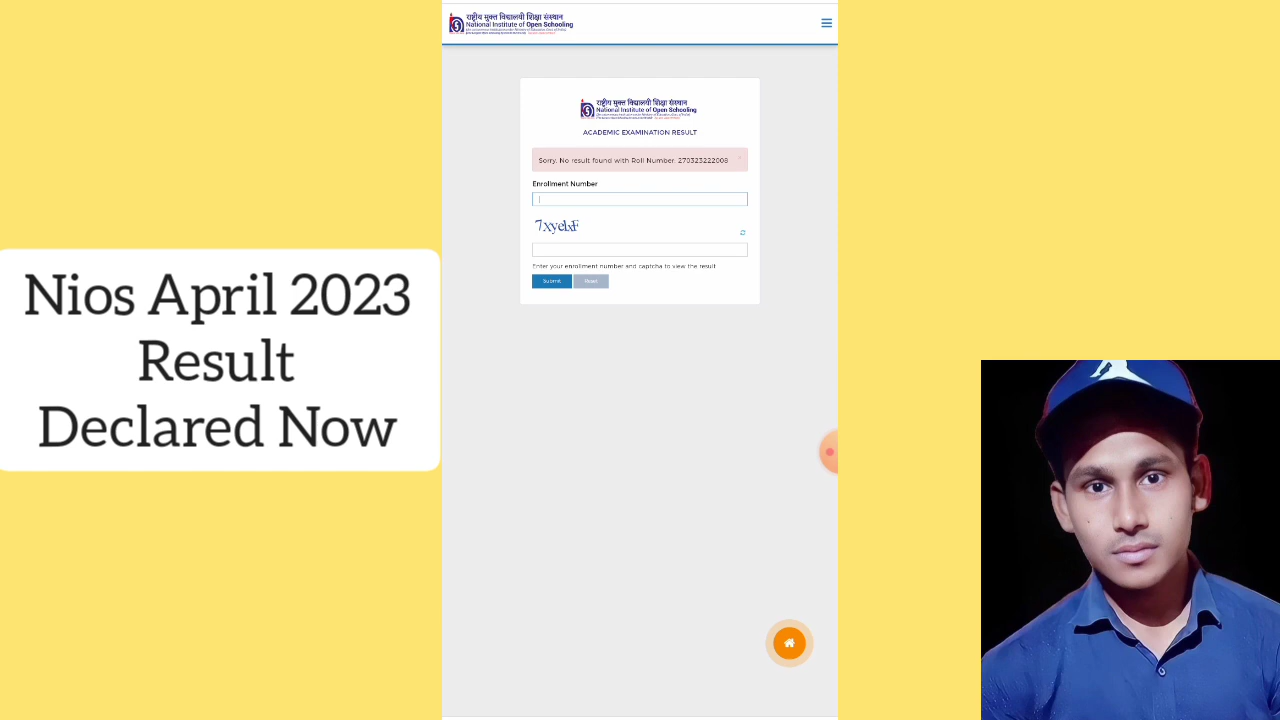 राष्ट्रीय मुक्त विद्यालयी शिक्षा संस्थान
National Institute of Open Schooling
राष्ट्रीय मुक्त विद्यालयी शिक्षा संस्थान
National Institute of Open Schooling
ACADEMIC EXAMINATION RESULT
Sorry, No result found with Roll Number: 270323222008
Enrollment Number
7xyelxF
Enter your enrollment number and captcha to view the result
Submit
Reset
Nios April 2023
Result
Declared Now